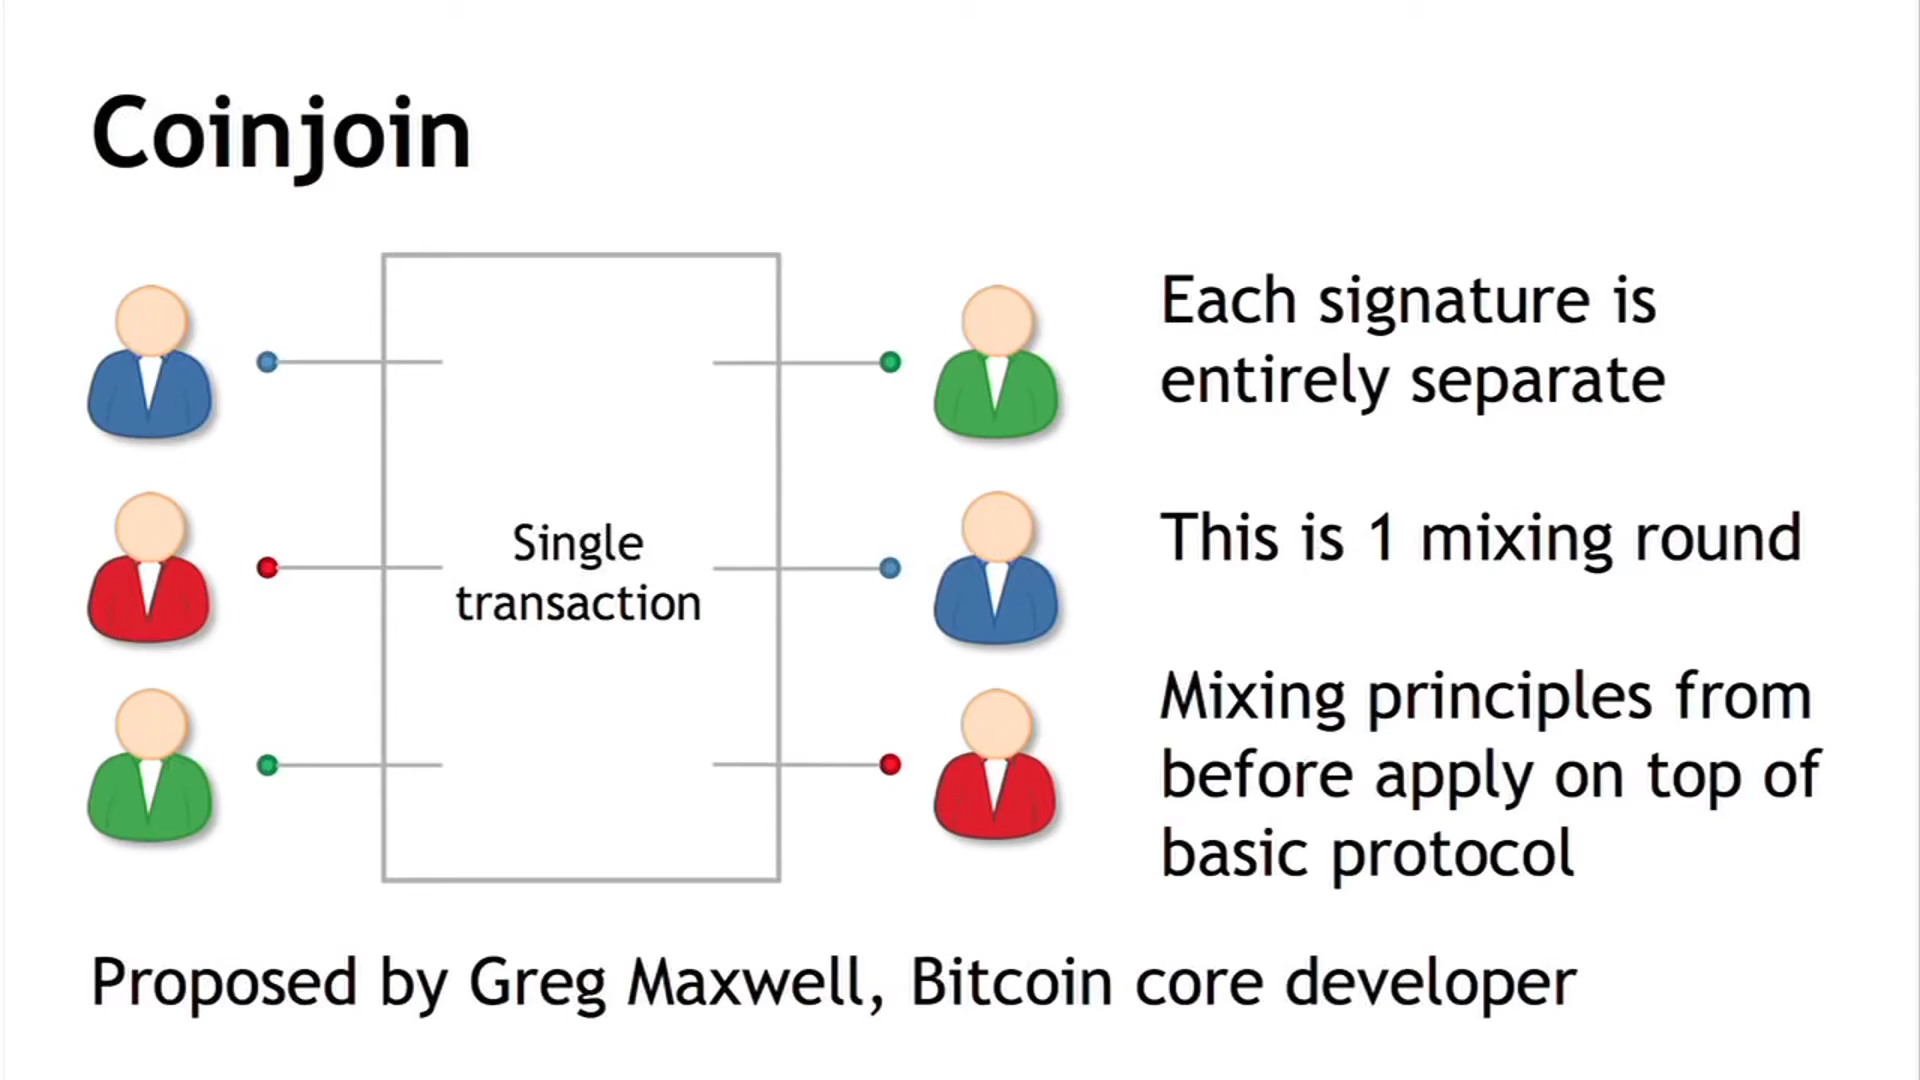 Coinjoin
Single
transaction
Each signature is
entirely separate
This is 1 mixing round
Mixing principles from
before apply on top of
basic protocol
Proposed by Greg Maxwell, Bitcoin core developer